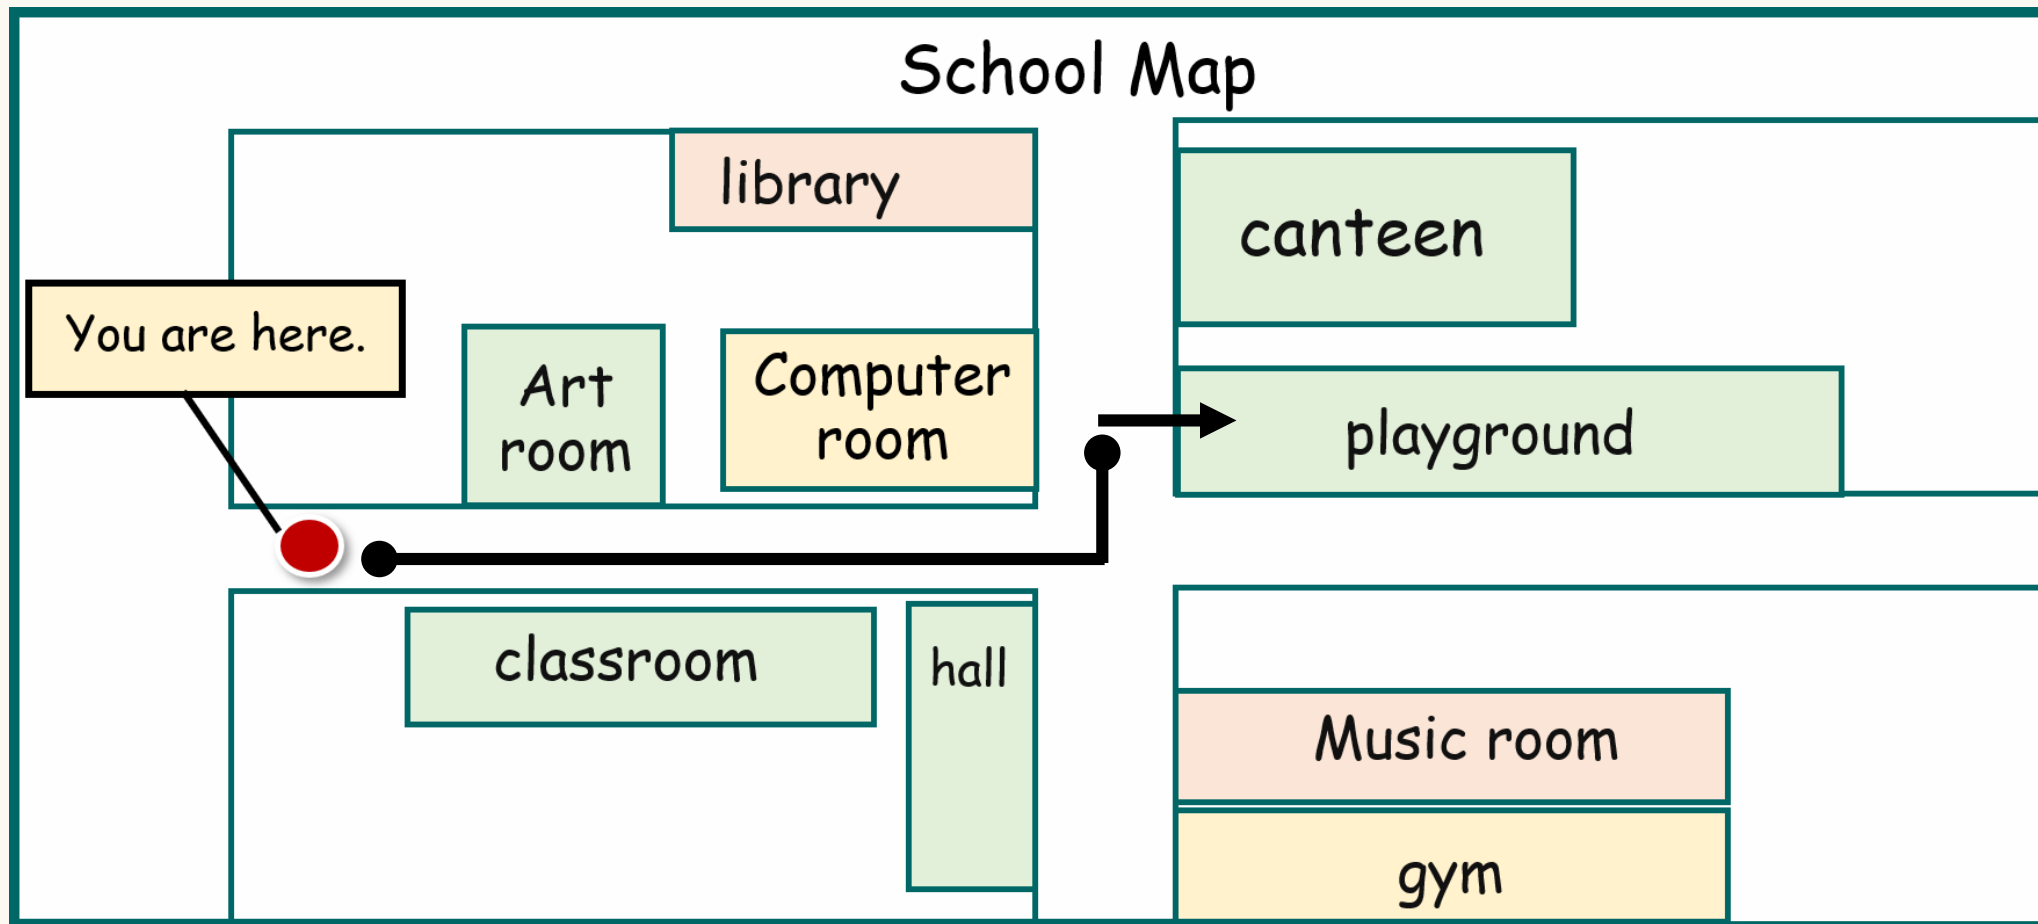 School Map
library
canteen
You are here.
Art
room
Computer
room
playground
classroom
hall
Music room
gym